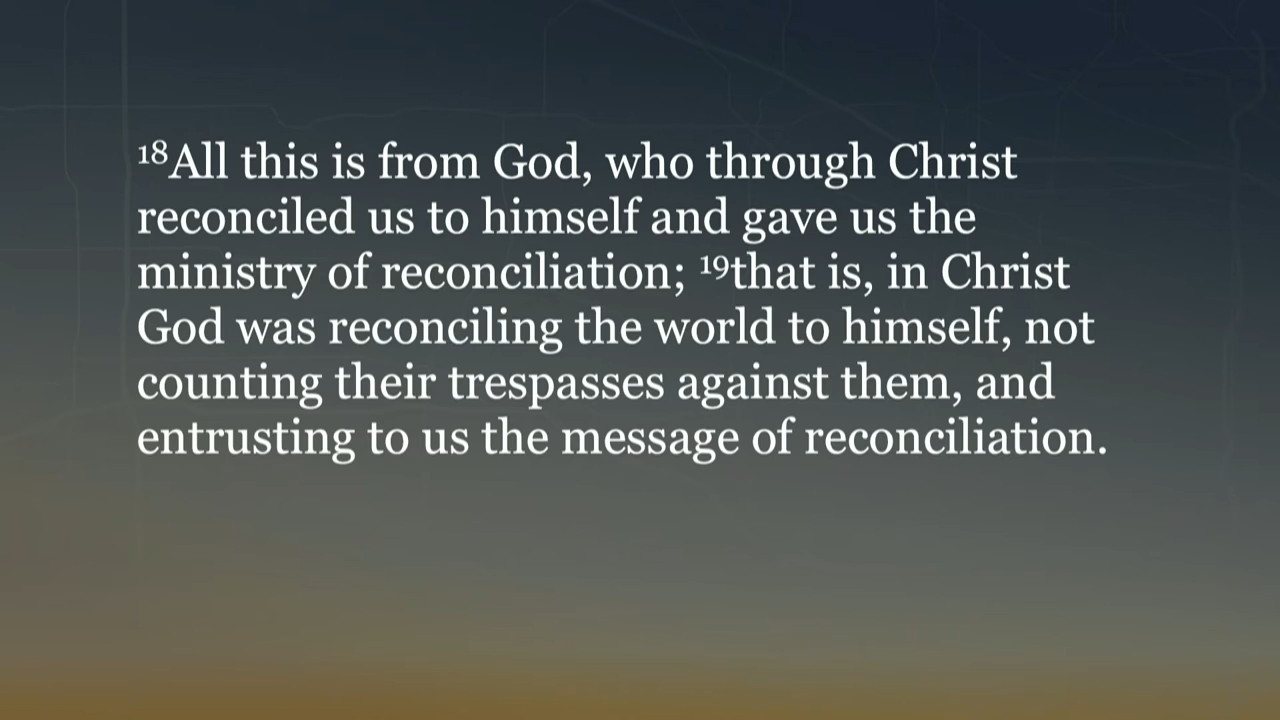 ¹⁸All this is from God, who through Christ
reconciled us to himself and gave us the
ministry of reconciliation; ¹⁹that is, in Christ
God was reconciling the world to himself, not
counting their trespasses against them, and
entrusting to us the message of reconciliation.